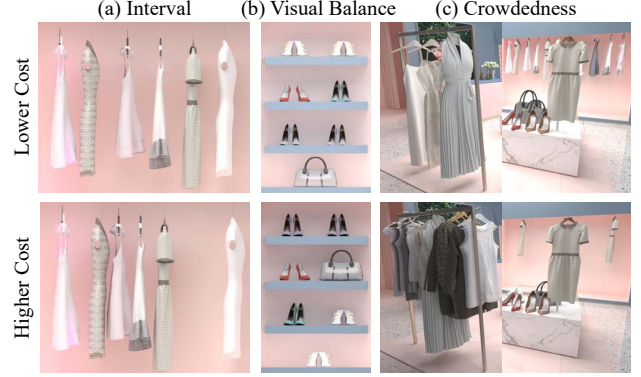 (a) Interval (b) Visual Balance (c) Crowdedness
Lower Cost
Higher Cost